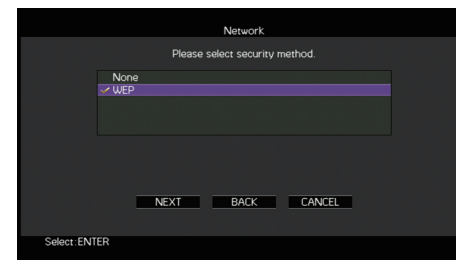 Network
Please select security method.
None
WEP
NEXT BACK CANCEL
Select:ENTER